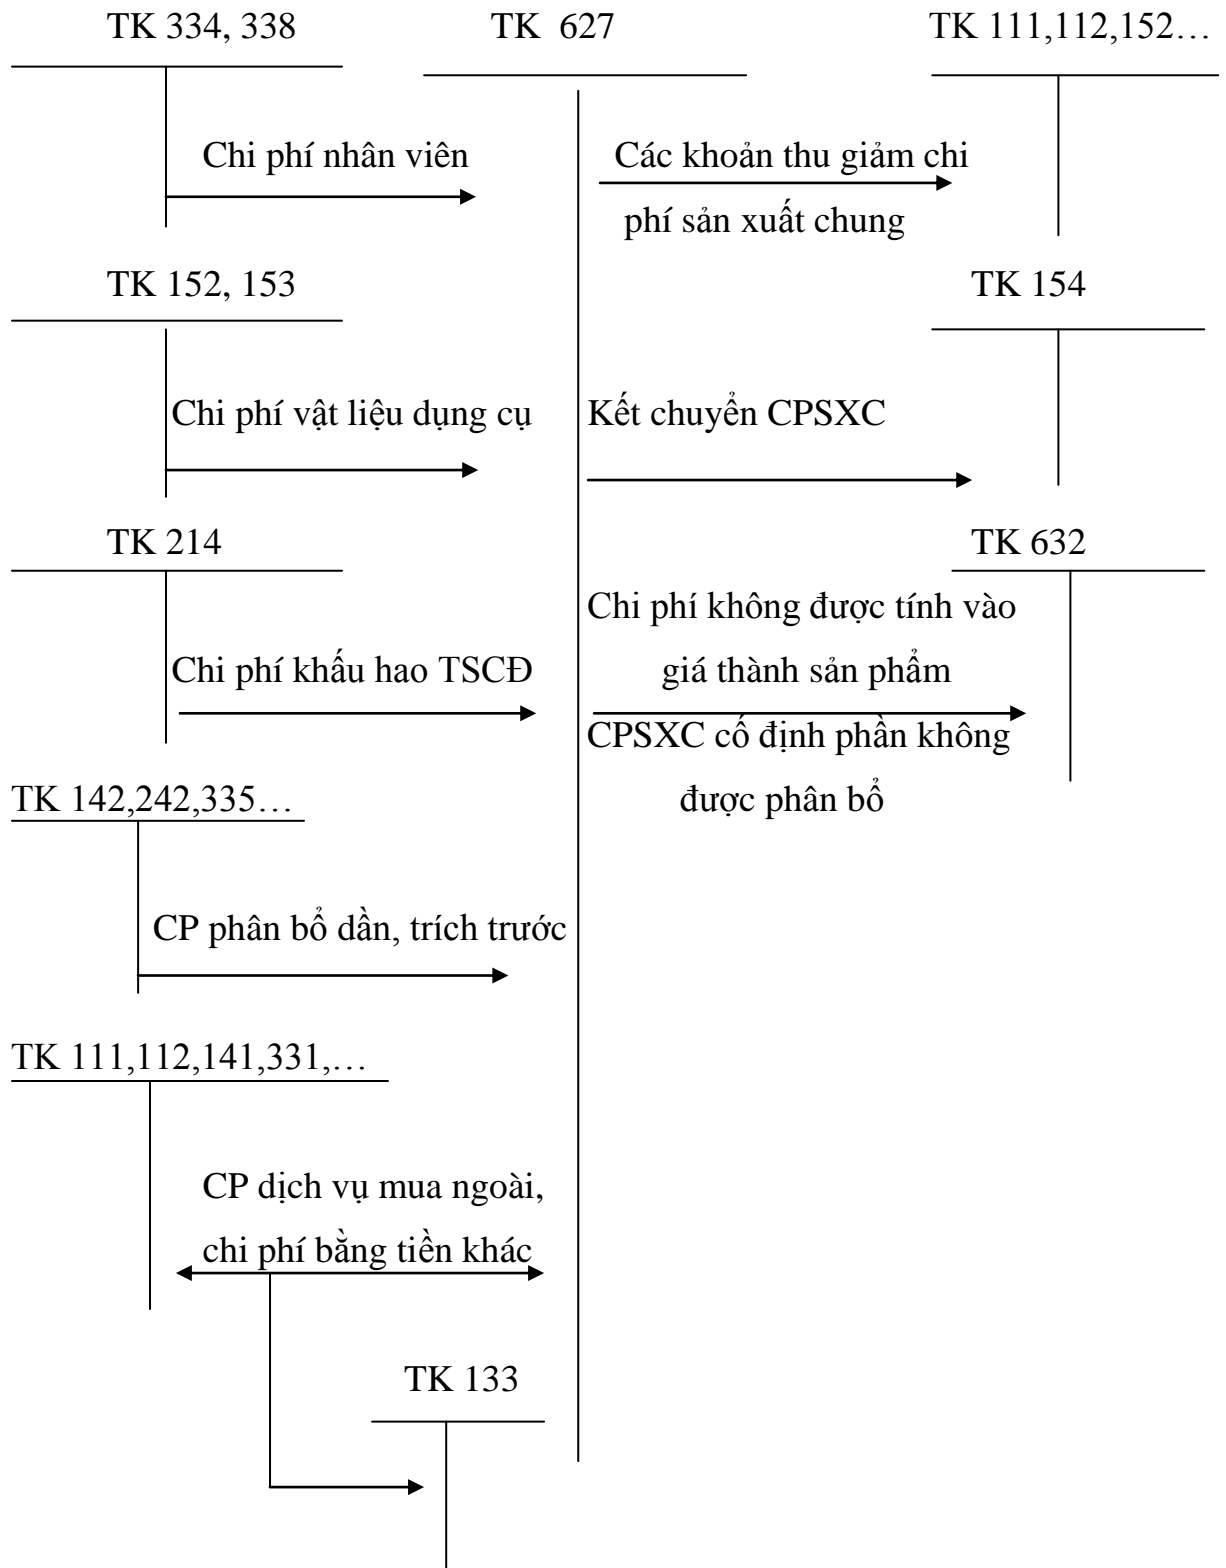 TK 334, 338
TK 627
TK 111,112,152…
Chi phí nhân viên
Các khoản thu giảm chi
phí sản xuất chung
TK 152, 153
TK 154
Chi phí vật liệu dụng cụ
Kết chuyển CPSXC
TK 214
TK 632
Chi phí không được tính vào
Chi phí khấu hao TSCĐ
giá thành sản phẩm
CPSXC cố định phần không
được phân bổ
TK 142,242,335…
CP phân bổ dần, trích trước
TK 111,112,141,331,…
CP dịch vụ mua ngoài,
chi phí bằng tiền khác
TK 133